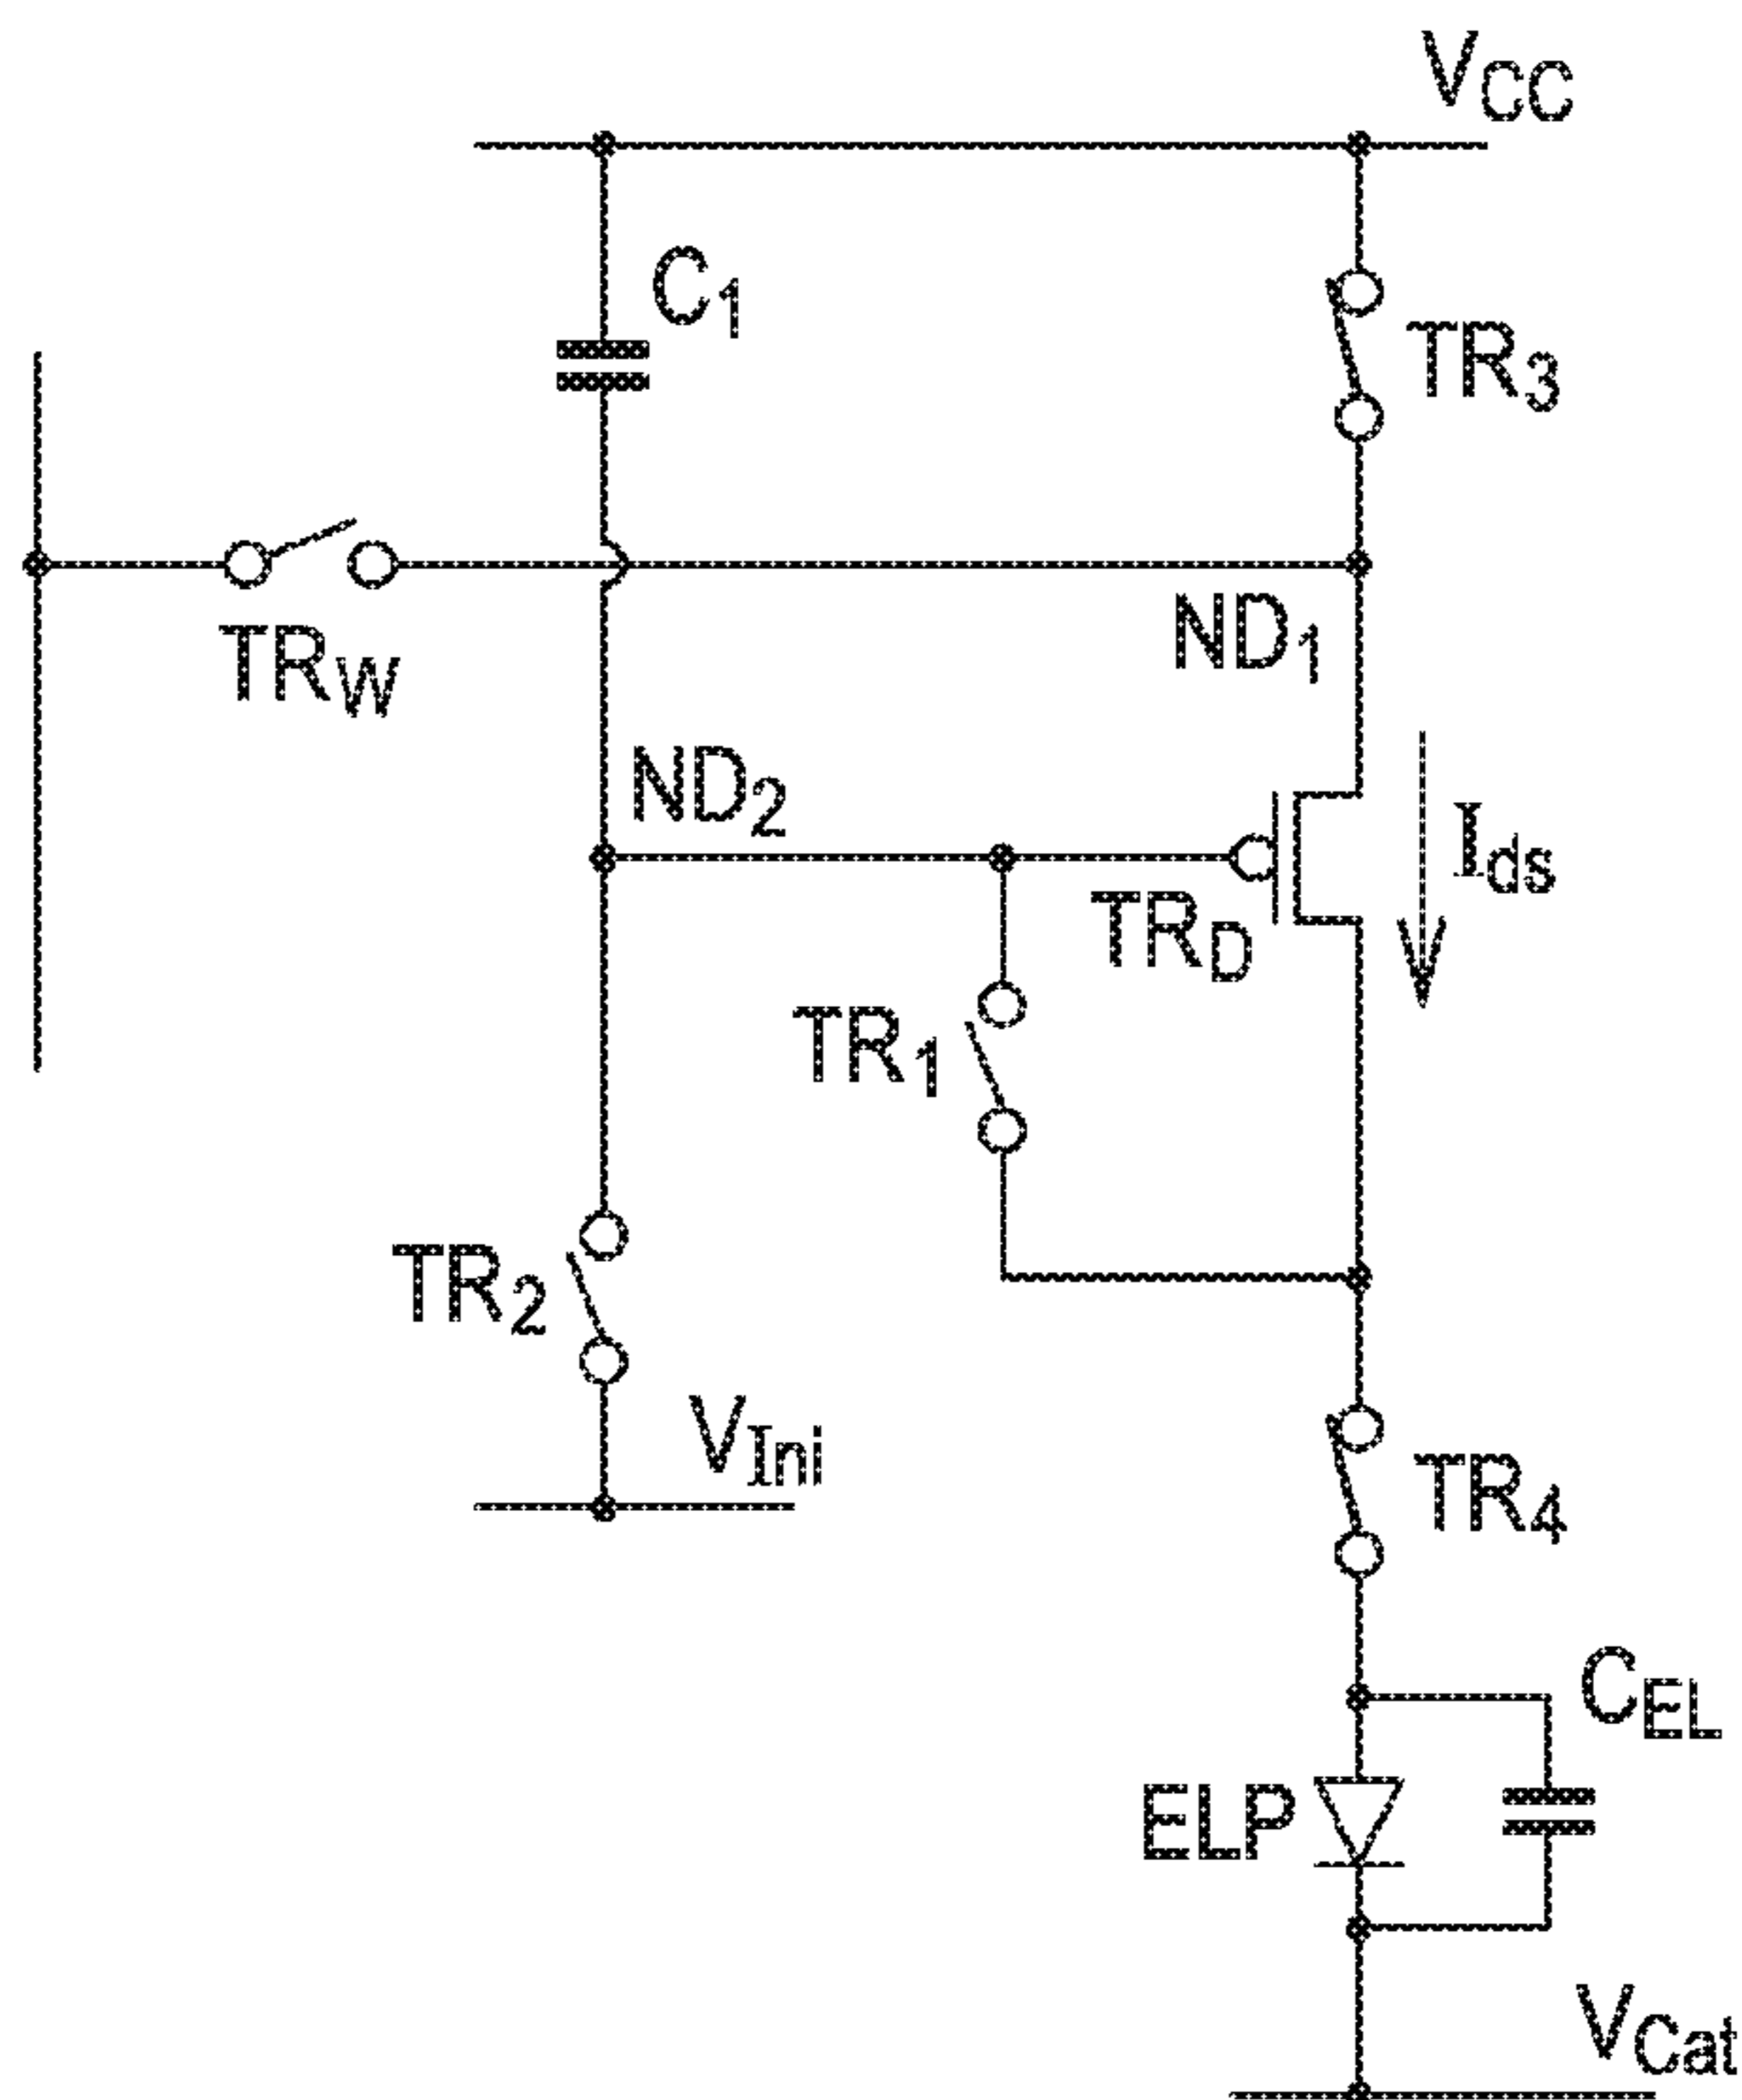 VCC
C1
TR3
TRW
ND1
ND2
Ids
TRD
TR1
TR2
VIni
TR4
CEL
ELP
VCat